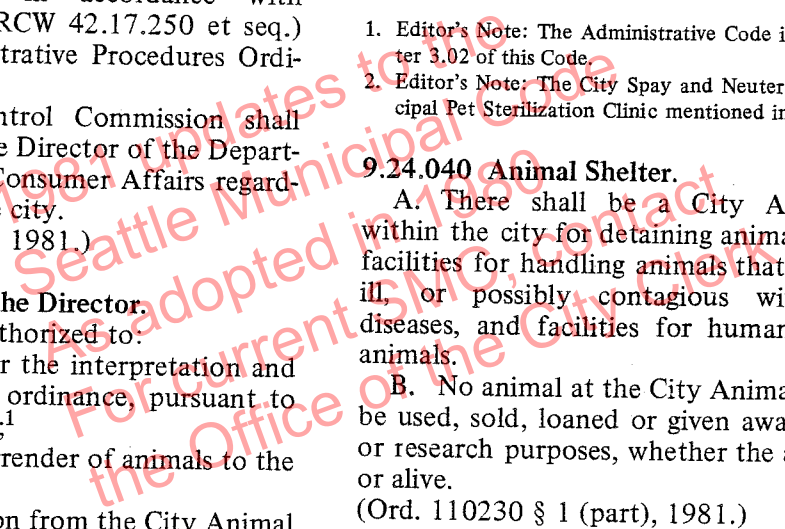 in accordance with
RCW 42.17.250 et seq.)
trative Procedures Ordi-
ntrol Commission shall
e Director of the Depart-
Consumer Affairs regard-
city.
1981.)
he Director.
thorized to:
r the interpretation and
ordinance, pursuant to
.1
render of animals to the
on from the City Animal
1. Editor's Note: The Administrative Code i
ter 3.02 of this Code.
2. Editor's Note: The City Spay and Neuter
cipal Pet Sterilization Clinic mentioned in
9.24.040 Animal Shelter.
A. There shall be a City A
within the city for detaining anima
facilities for handling animals that
ill, or possibly contagious wi
diseases, and facilities for human
animals.
B. No animal at the City Anima
be used, sold, loaned or given awa
or research purposes, whether the a
or alive.
(Ord. 110230 § 1 (part), 1981.)
1981 updates to the
Seattle Municipal Code
As adopted in 1980
For current SMC, contact
the Office of the City Clerk